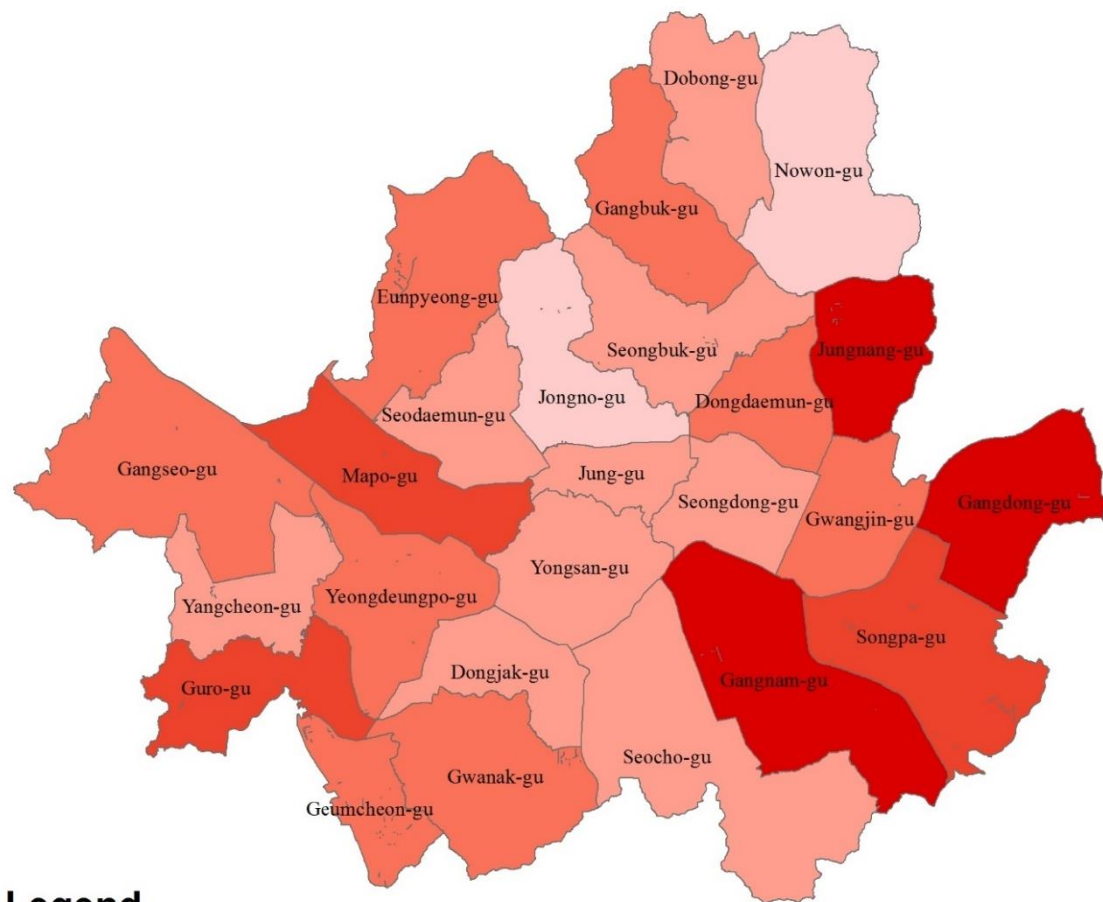 Dobong-gu
Nowon-gu
Gangbuk-gu
Eunpyeong-gu
Seongbuk-gu
Jungnang-gu
Jongno-gu
Dongdaemun-gu
Seodaemun-gu
Gangseo-gu
Mapo-gu
Jung-gu
Seongdong-gu
Gangdong-gu
Gwangjin-gu
Yongsan-gu
Yangcheon-gu
Yeongdeungpo-gu
Songpa-gu
Guro-gu
Dongjak-gu
Gangnam-gu
Seocho-gu
Gwanak-gu
Geumcheon-gu
Legend